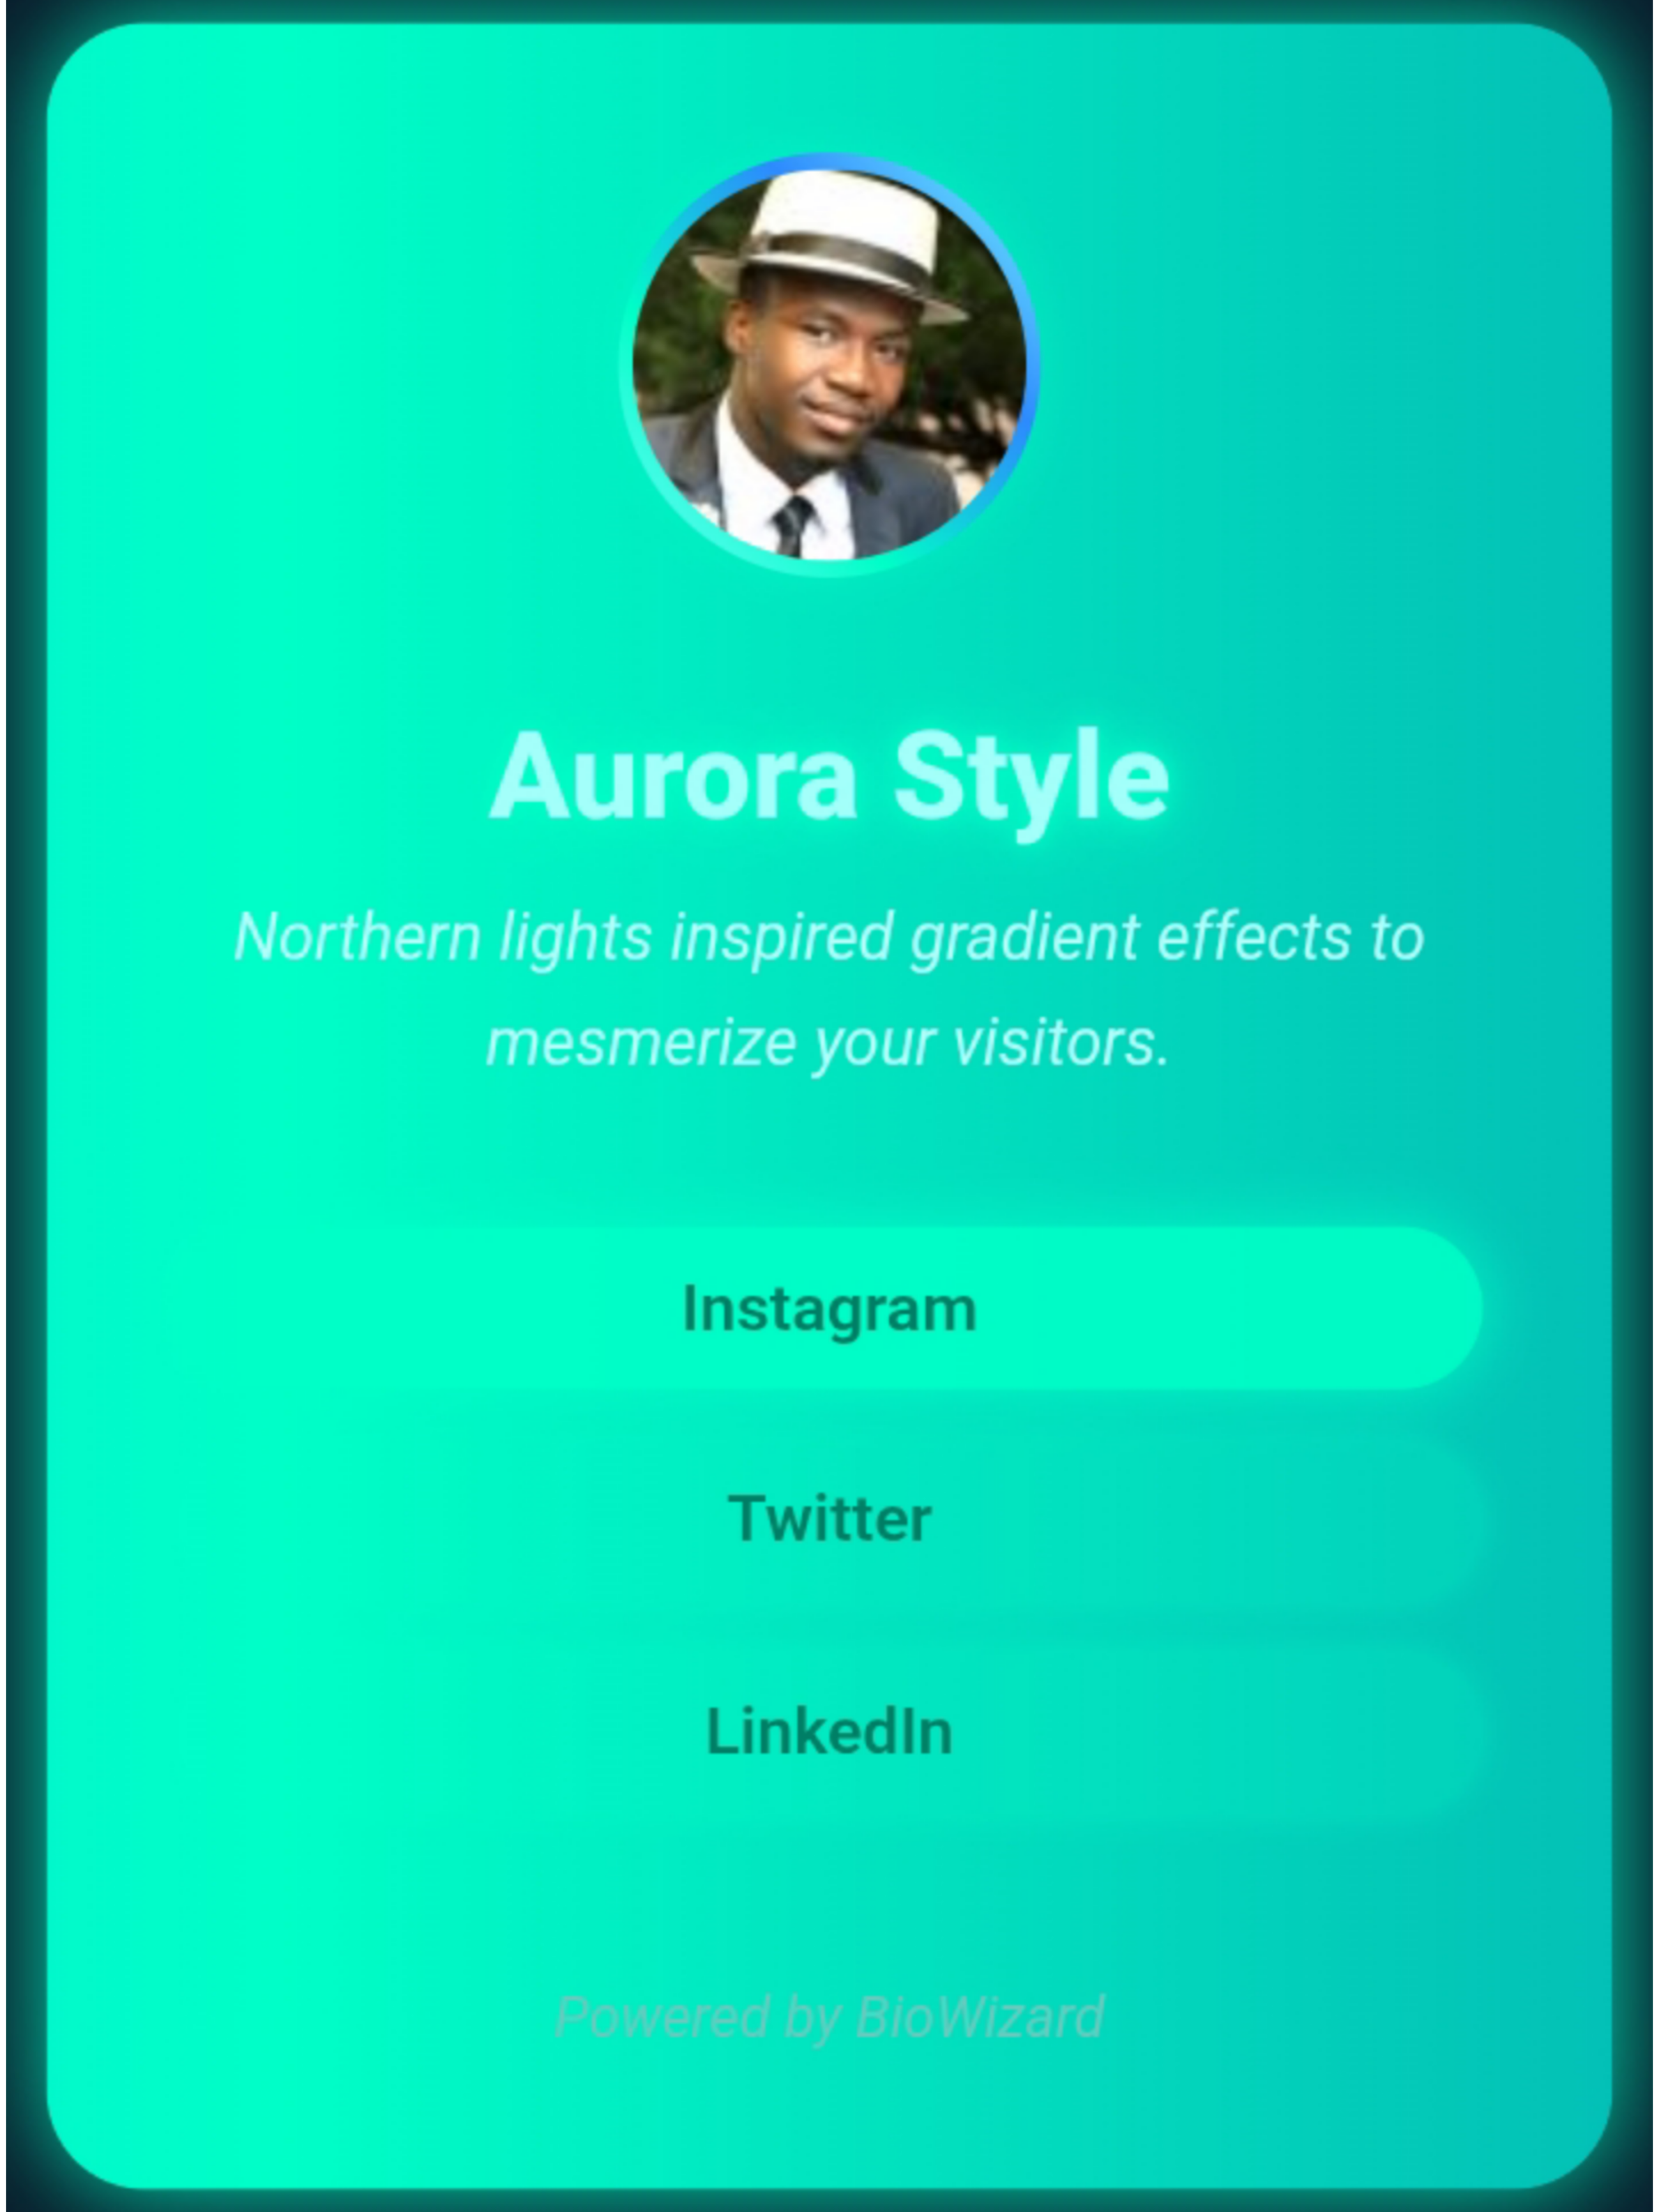 Aurora Style
Northern lights inspired gradient effects to
mesmerize your visitors.
Instagram
Twitter
LinkedIn
Powered by BioWizard